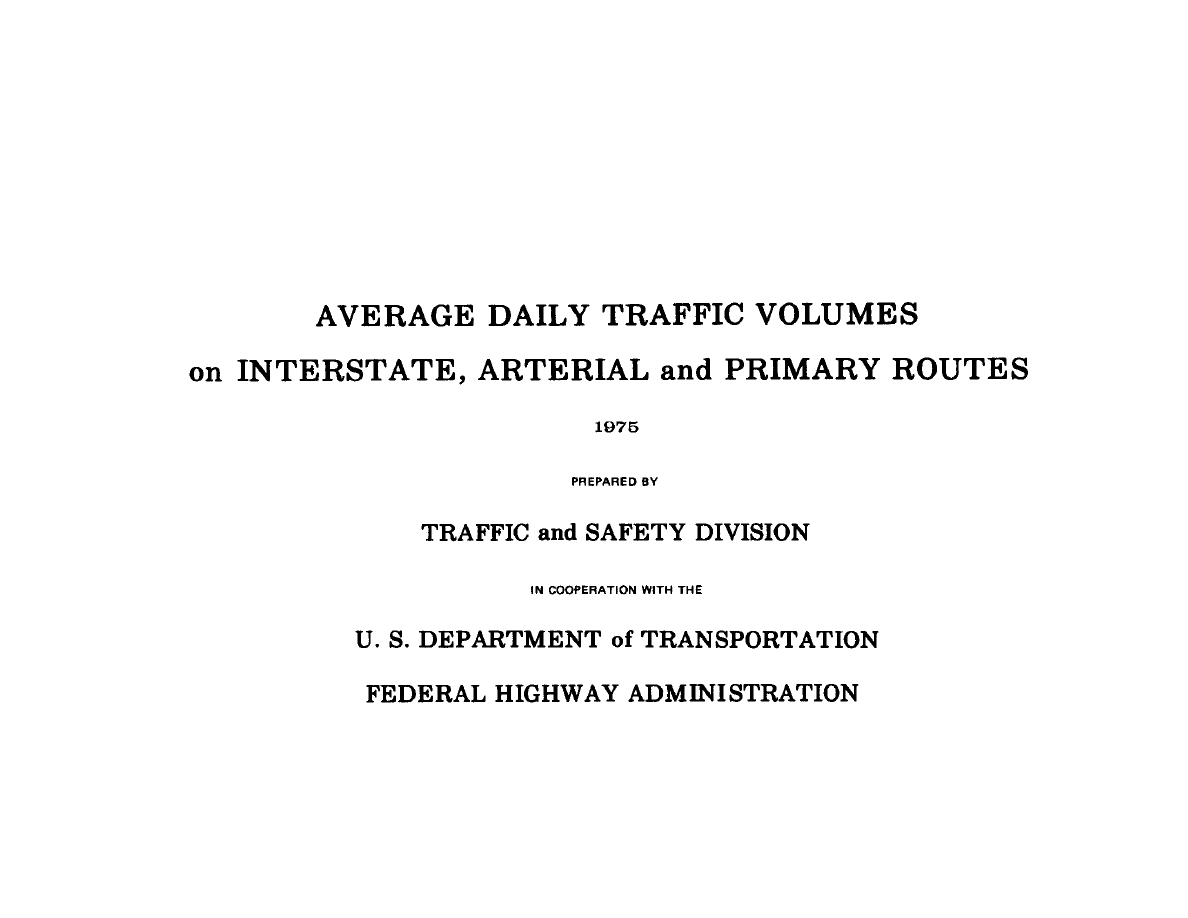 AVERAGE DAILY TRAFFIC VOLUMES
on INTERSTATE, ARTERIAL and PRIMARY ROUTES
1975
PREPARED BY
TRAFFIC and SAFETY DIVISION
IN COOPERATION WITH THE
U. S. DEPARTMENT of TRANSPORTATION
FEDERAL HIGHWAY ADMINISTRATION